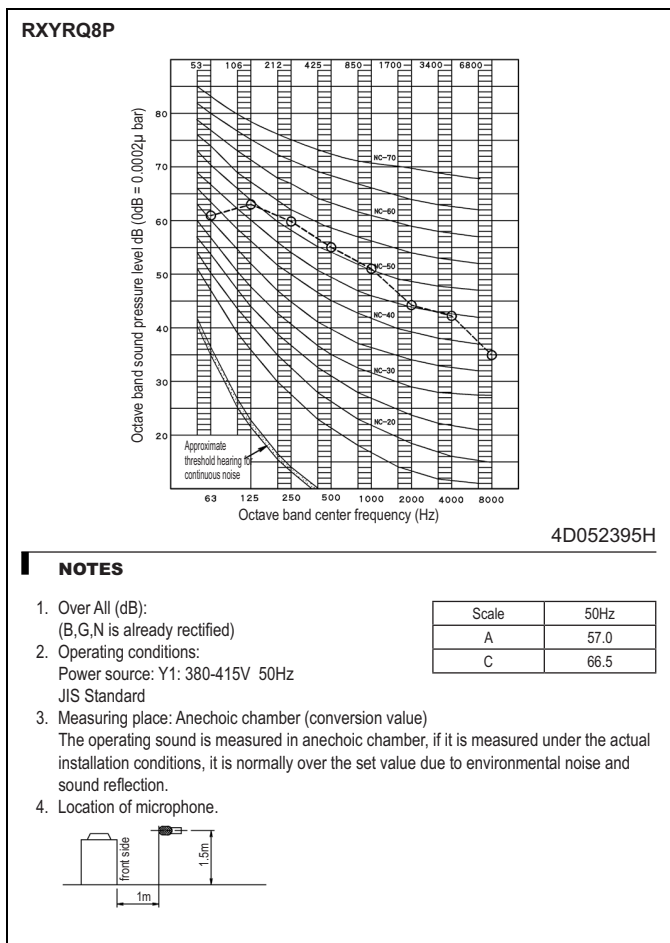 RXYRQ8P
53 106 212 425 850 1700 3400 6800
Octave band sound pressure level dB (0dB = 0.0002μ bar)
80
70
60
50
40
30
20
NC-70
NC-60
NC-50
NC-40
NC-30
NC-20
Approximate
threshold hearing for
continuous noise
63 125 250 500 1000 2000 4000 8000
Octave band center frequency (Hz)
4D052395H
NOTES
1. Over All (dB):
(B,G,N is already rectified)
2. Operating conditions:
Power source: Y1: 380-415V 50Hz
JIS Standard
Scale 50Hz
A 57.0
C 66.5
3. Measuring place: Anechoic chamber (conversion value)
The operating sound is measured in anechoic chamber, if it is measured under the actual
installation conditions, it is normally over the set value due to environmental noise and
sound reflection.
4. Location of microphone.
front side
1.5m
1m